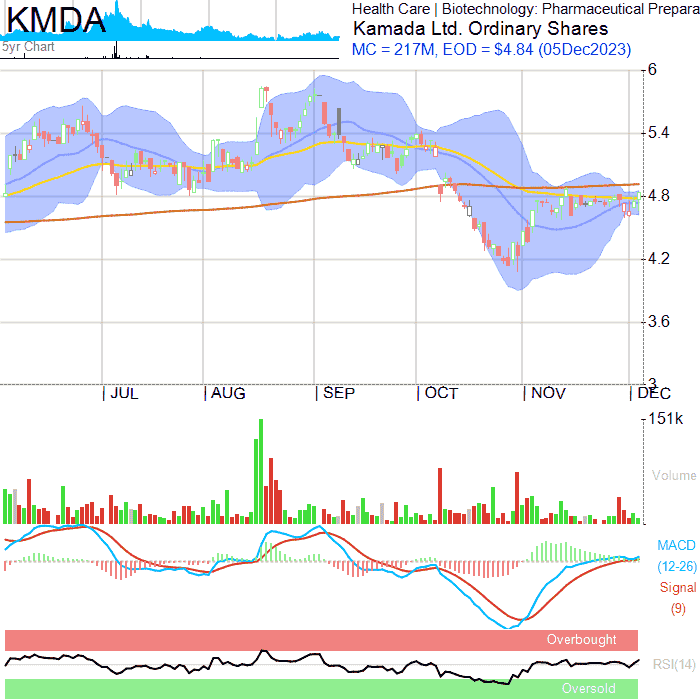 KMDA
5yr Chart
Health Care | Biotechnology: Pharmaceutical Prepara
Kamada Ltd. Ordinary Shares
MC = 217M, EOD = $4.84 (05Dec2023)
6
5.4
4.8
4.2
3.6
3
JUL
AUG
SEP
OCT
NOV
DEC
151k
Volume
MACD
(12-26)
Signal
(9)
Overbought
RSI(14)
Oversold